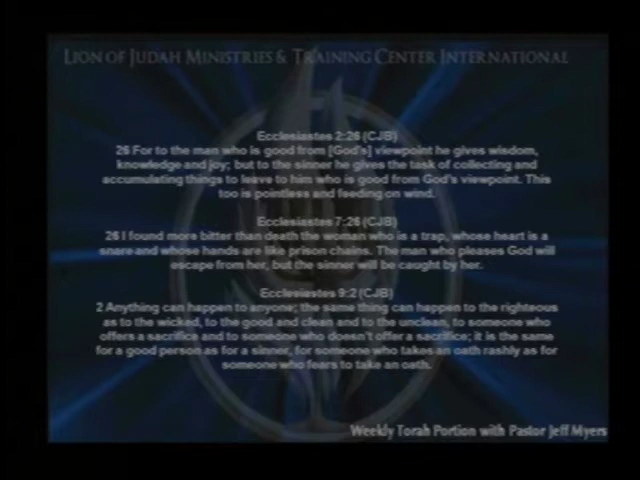 Lion of Judah Ministries & Training Center International
Ecclesiastes 2:26 (CJB)
26 For to the man who is good from [God's] viewpoint he gives wisdom,
knowledge and joy; but to the sinner he gives the task of collecting and
accumulating things to leave to him who is good from God's viewpoint. This
too is pointless and feeding on wind.
Ecclesiastes 7:26 (CJB)
26 I found more bitter than death the woman who is a trap, whose heart is a
snare and whose hands are like prison chains. The man who pleases God will
escape from her, but the sinner will be caught by her.
Ecclesiastes 9:2 (CJB)
2 Anything can happen to anyone; the same thing can happen to the righteous
as to the wicked, to the good and clean and to the unclean, to someone who
offers a sacrifice and to someone who doesn't offer a sacrifice; it is the same
for a good person as for a sinner, for someone who takes an oath rashly as for
someone who fears to take an oath.
Weekly Torah Portion with Pastor Jeff Myers